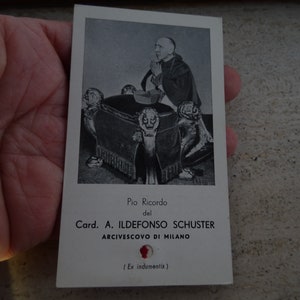 Pio Ricordo
del
Card. A. ILDEFONSO SCHUSTER
ARCIVESCOVO DI MILANO
( Ex indumentis )